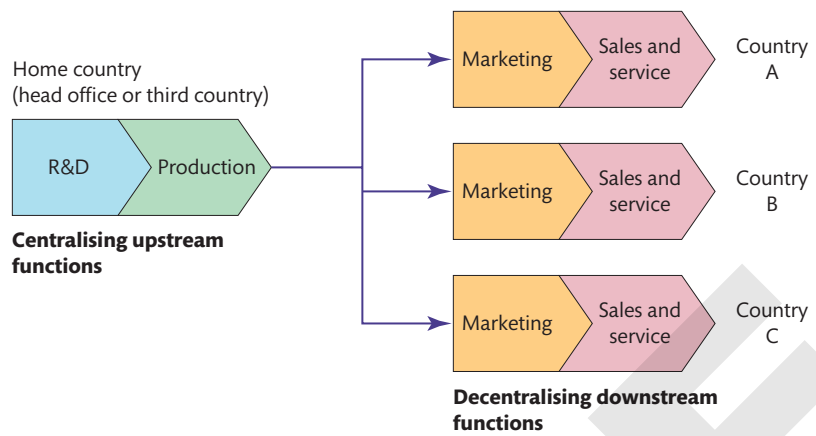 Home country
(head office or third country)
R&D
Production
Centralising upstream
functions
Marketing
Sales and
service
Country
A
Marketing
Sales and
service
Country
B
Marketing
Sales and
service
Country
C
Decentralising downstream
functions